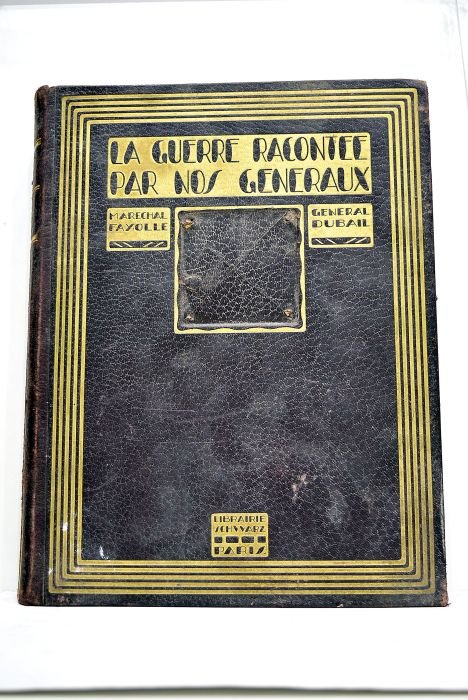 LA GUERRE RACONTEE
PAR NOS GENERAUX
MARECHAL
FAYOLLE
GENERAL
DUBAIL
LIBRAIRIE
SCHWARZ
PARIS